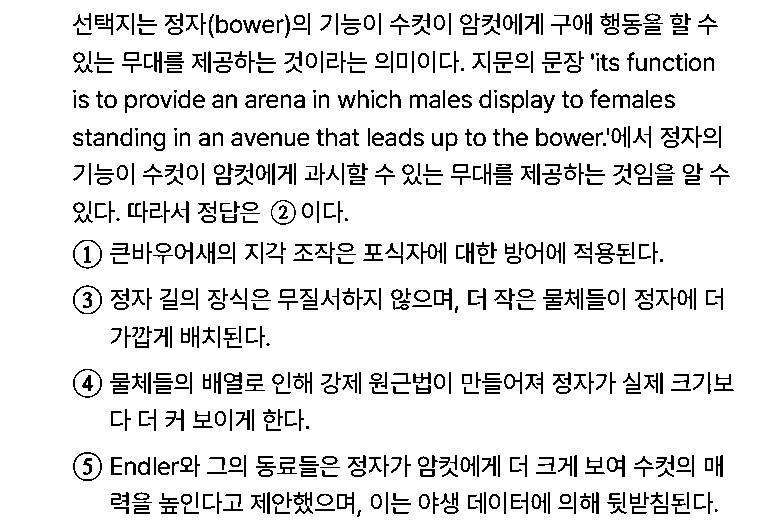 선택지는 정자(bower)의 기능이 수컷이 암컷에게 구애 행동을 할 수
있는 무대를 제공하는 것이라는 의미이다. 지문의 문장 'its function
is to provide an arena in which males display to females
standing in an avenue that leads up to the bower.'에서 정자의
기능이 수컷이 암컷에게 과시할 수 있는 무대를 제공하는 것임을 알 수
있다. 따라서 정답은 ②이다.
① 큰바우어새의 지각 조작은 포식자에 대한 방어에 적용된다.
③ 정자 길의 장식은 무질서하지 않으며, 더 작은 물체들이 정자에 더
가깝게 배치된다.
④ 물체들의 배열로 인해 강제 원근법이 만들어져 정자가 실제 크기보
다 더 커 보이게 한다.
⑤ Endler와 그의 동료들은 정자가 암컷에게 더 크게 보여 수컷의 매
력을 높인다고 제안했으며, 이는 야생 데이터에 의해 뒷받침된다.